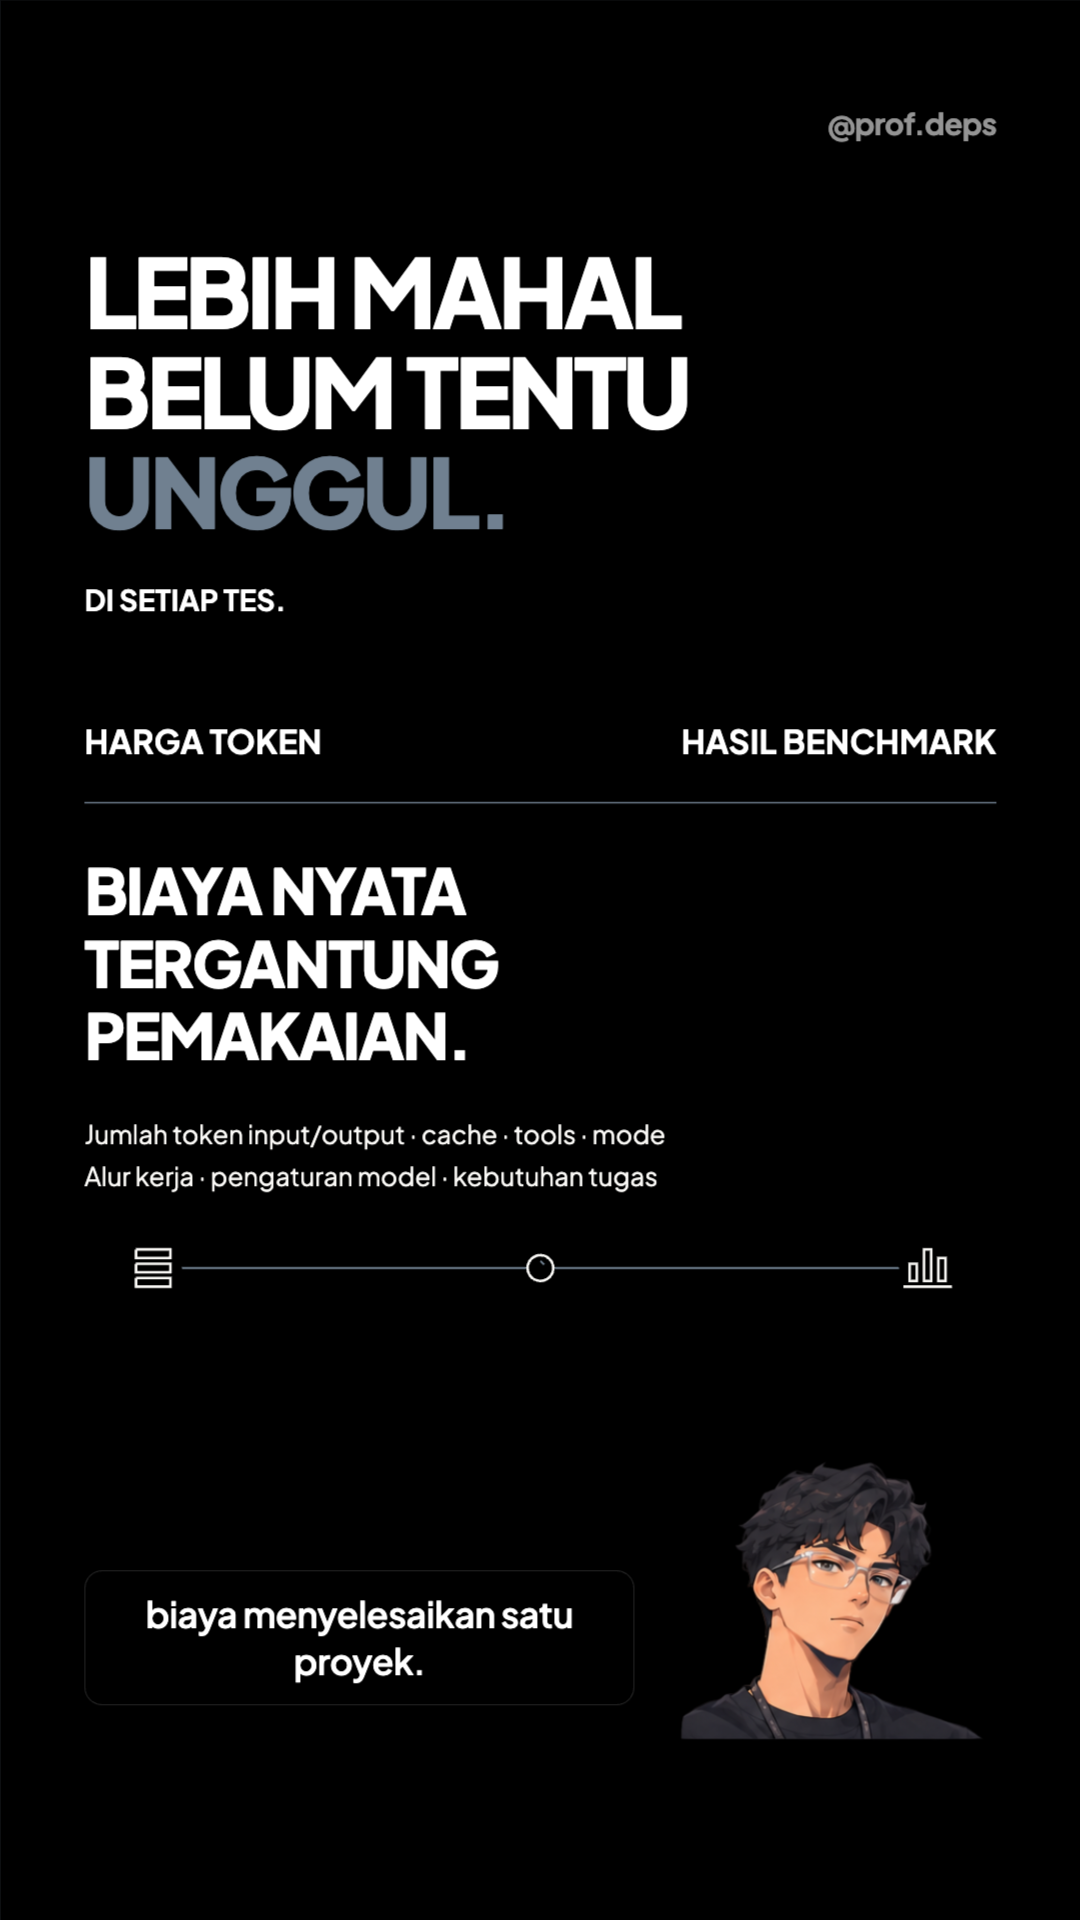 @prof.deps
LEBIH MAHAL
BELUM TENTU
UNGGUL.
DI SETIAP TES.
HARGA TOKEN
HASIL BENCHMARK
BIAYA NYATA
TERGANTUNG
PEMAKAIAN.
Jumlah token input/output · cache · tools · mode
Alur kerja · pengaturan model · kebutuhan tugas
biaya menyelesaikan satu
proyek.